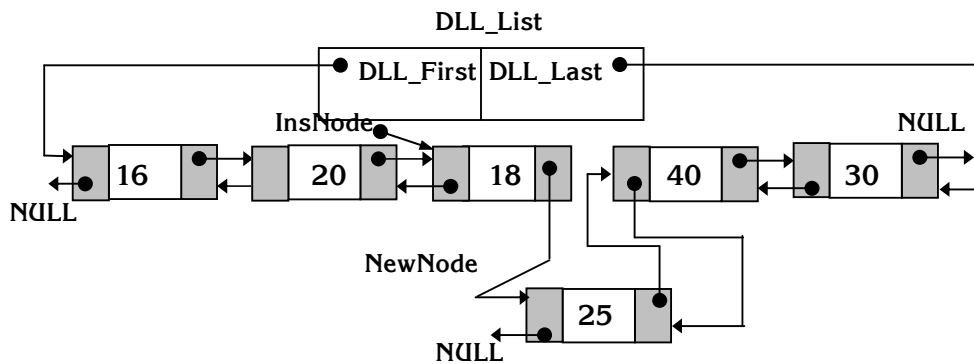 DLL_List
DLL_First DLL_Last
InsNode
NULL
16 20 18 40 30
NULL
NewNode
25
NULL